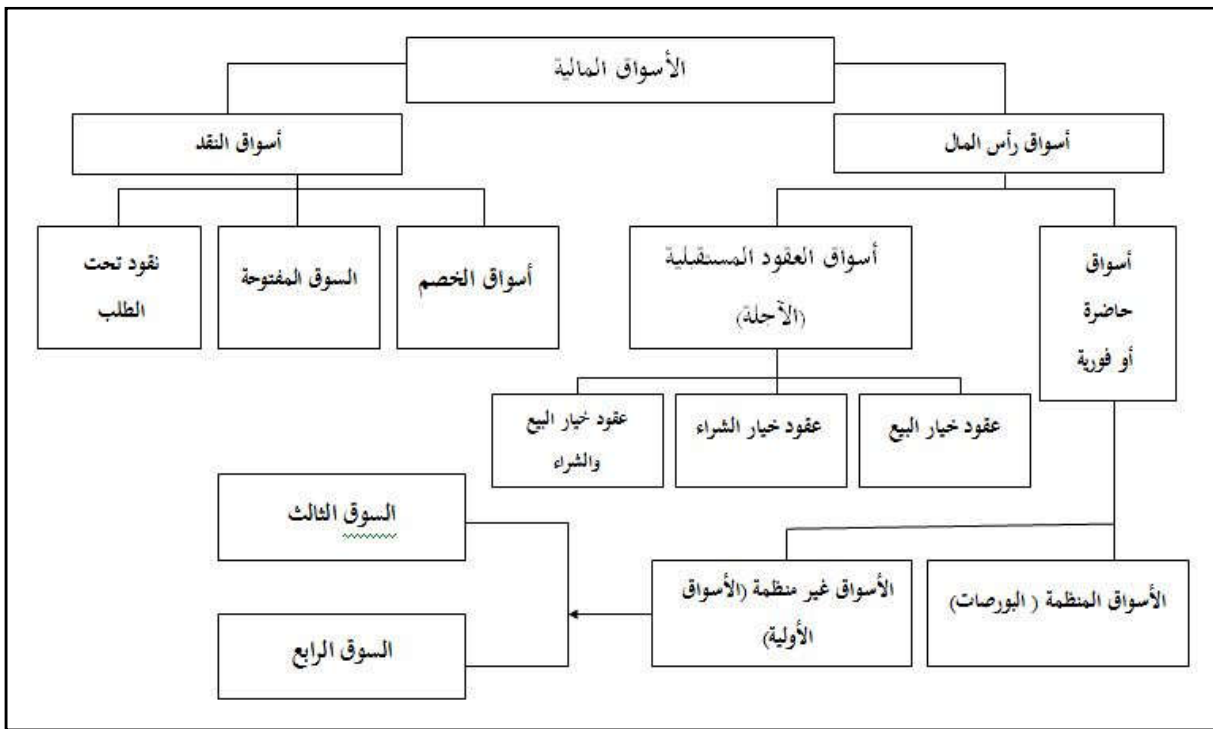 الأسواق المالية
أسواق رأس المال
أسواق النقد
أسواق
حاضرة
أو فورية
أسواق العقود المستقبلية
(الآحلة)
أسواق الخصم
السوق المفتوحة
نقود تحت
الطلب
عقود خيار البيع
عقود خيار الشراء
عقود خيار البيع
والشراء
الأسواق المنظمة ( البورصات)
الأسواق غير منظمة (الأسواق
الأولية)
السوق الثالث
السوق الرابع